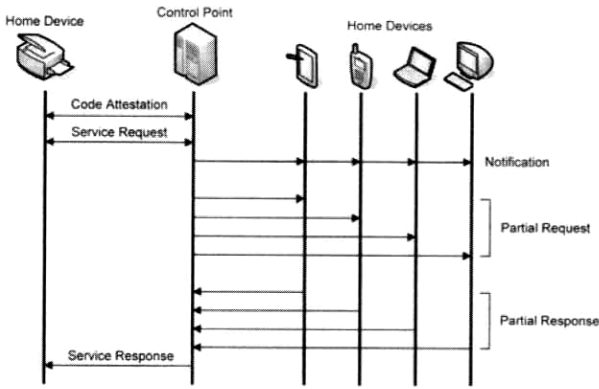 Home Device
Control Point
Home Devices
Code Attestation
Service Request
Notification
Partial Request
Partial Response
Service Response